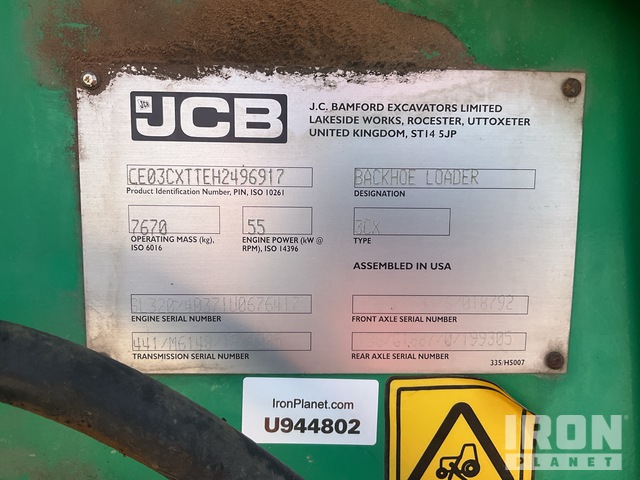 JCB
J.C. BAMFORD EXCAVATORS LIMITED
LAKESIDE WORKS, ROCESTER, UTTOXETER
UNITED KINGDOM, ST14 5JP
CE03CXTTEH2496917
Product Identification Number, PIN, ISO 10261
BACKHOE LOADER
DESIGNATION
7670
OPERATING MASS (kg),
ISO 6016
55
ENGINE POWER (kW @
RPM), ISO 14396
3CX
TYPE
ASSEMBLED IN USA
ENGINE SERIAL NUMBER
018792
FRONT AXLE SERIAL NUMBER
TRANSMISSION SERIAL NUMBER
REAR AXLE SERIAL NUMBER
335/H5007
IronPlanet.com
U944802
IRON
PLANET